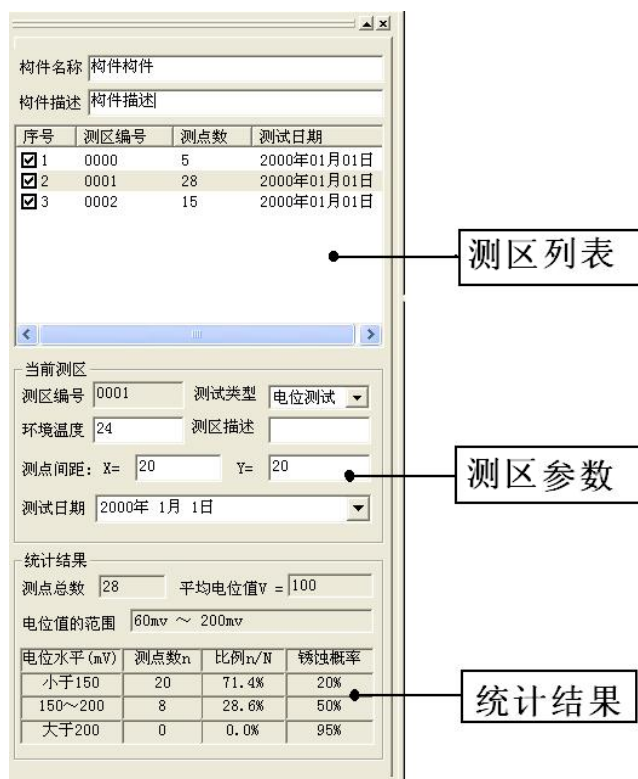 构件名称 构件构件
构件描述 构件描述
序号 测区编号 测点数 测试日期
1 0000 5 2000年01月01日
2 0001 28 2000年01月01日
3 0002 15 2000年01月01日
测区列表
当前测区
测区编号 0001 测试类型 电位测试
环境温度 24 测区描述
测点间距: X= 20 Y= 20
测区参数
测试日期 2000年 1月 1日
统计结果
测点总数 28 平均电位值V = 100
电位值的范围 60mv ～ 200mv
电位水平(mV) 测点数n 比例n/N 锈蚀概率
小于150 20 71.4% 20%
150～200 8 28.6% 50%
统计结果
大于200 0 0.0% 95%